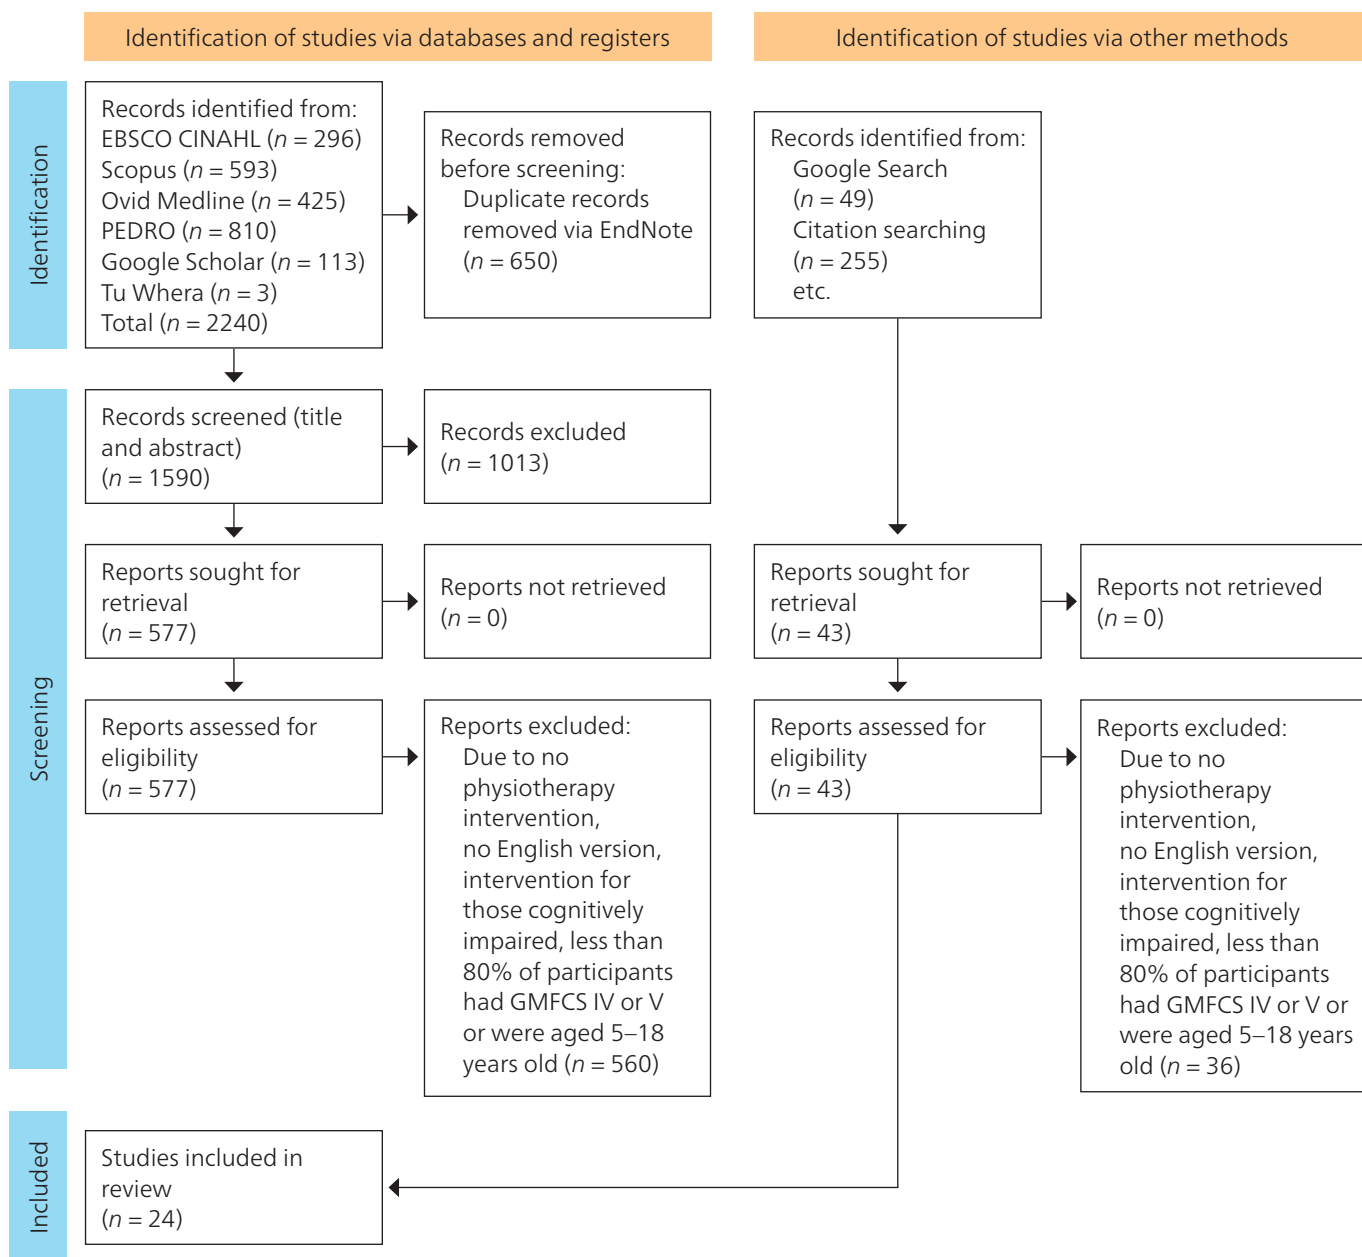 Identification of studies via databases and registers
Identification of studies via other methods
Identification
Records identified from:
EBSCO CINAHL (n = 296)
Scopus (n = 593)
Ovid Medline (n = 425)
PEDRO (n = 810)
Google Scholar (n = 113)
Tu Whera (n = 3)
Total (n = 2240)
Records removed
before screening:
Duplicate records
removed via EndNote
(n = 650)
Records identified from:
Google Search
(n = 49)
Citation searching
(n = 255)
etc.
Screening
Records screened (title
and abstract)
(n = 1590)
Records excluded
(n = 1013)
Reports sought for
retrieval
(n = 577)
Reports not retrieved
(n = 0)
Reports sought for
retrieval
(n = 43)
Reports not retrieved
(n = 0)
Reports assessed for
eligibility
(n = 577)
Reports excluded:
Due to no
physiotherapy
intervention,
no English version,
intervention for
those cognitively
impaired, less than
80% of participants
had GMFCS IV or V
or were aged 5–18
years old (n = 560)
Reports assessed for
eligibility
(n = 43)
Reports excluded:
Due to no
physiotherapy
intervention,
no English version,
intervention for
those cognitively
impaired, less than
80% of participants
had GMFCS IV or V or
were aged 5–18 years
old (n = 36)
Included
Studies included in
review
(n = 24)